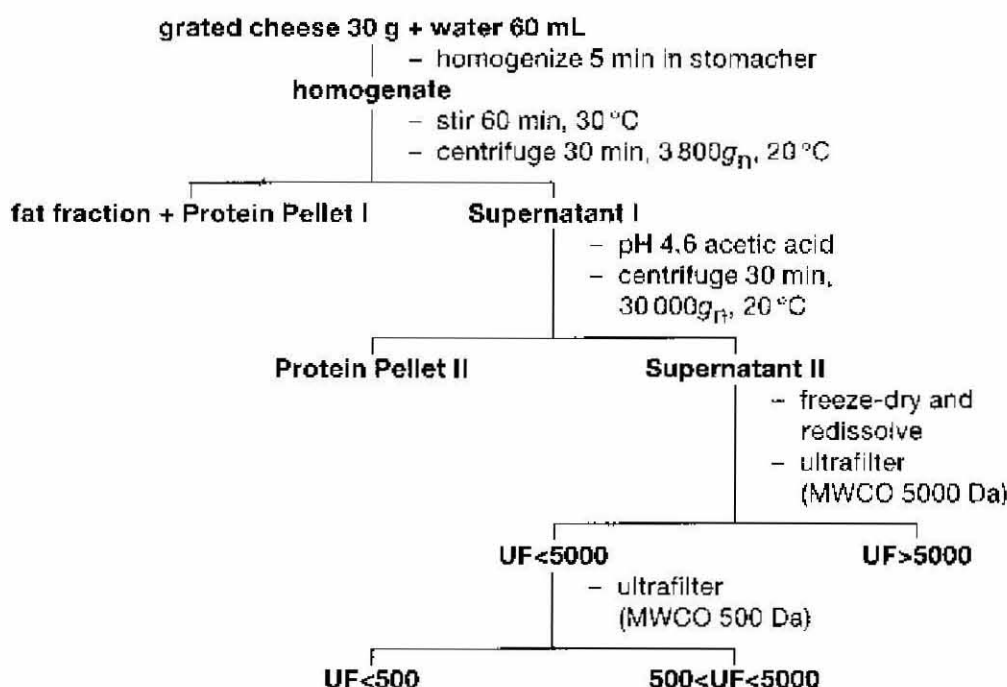 grated cheese 30 g + water 60 mL
– homogenize 5 min in stomacher
homogenate
– stir 60 min, 30 °C
– centrifuge 30 min, 3 800gn, 20 °C
fat fraction + Protein Pellet I
Supernatant I
– pH 4.6 acetic acid
– centrifuge 30 min,
30 000gn, 20 °C
Protein Pellet II
Supernatant II
– freeze-dry and
redissolve
– ultrafilter
(MWCO 5000 Da)
UF<5000
UF>5000
– ultrafilter
(MWCO 500 Da)
UF<500
500<UF<5000